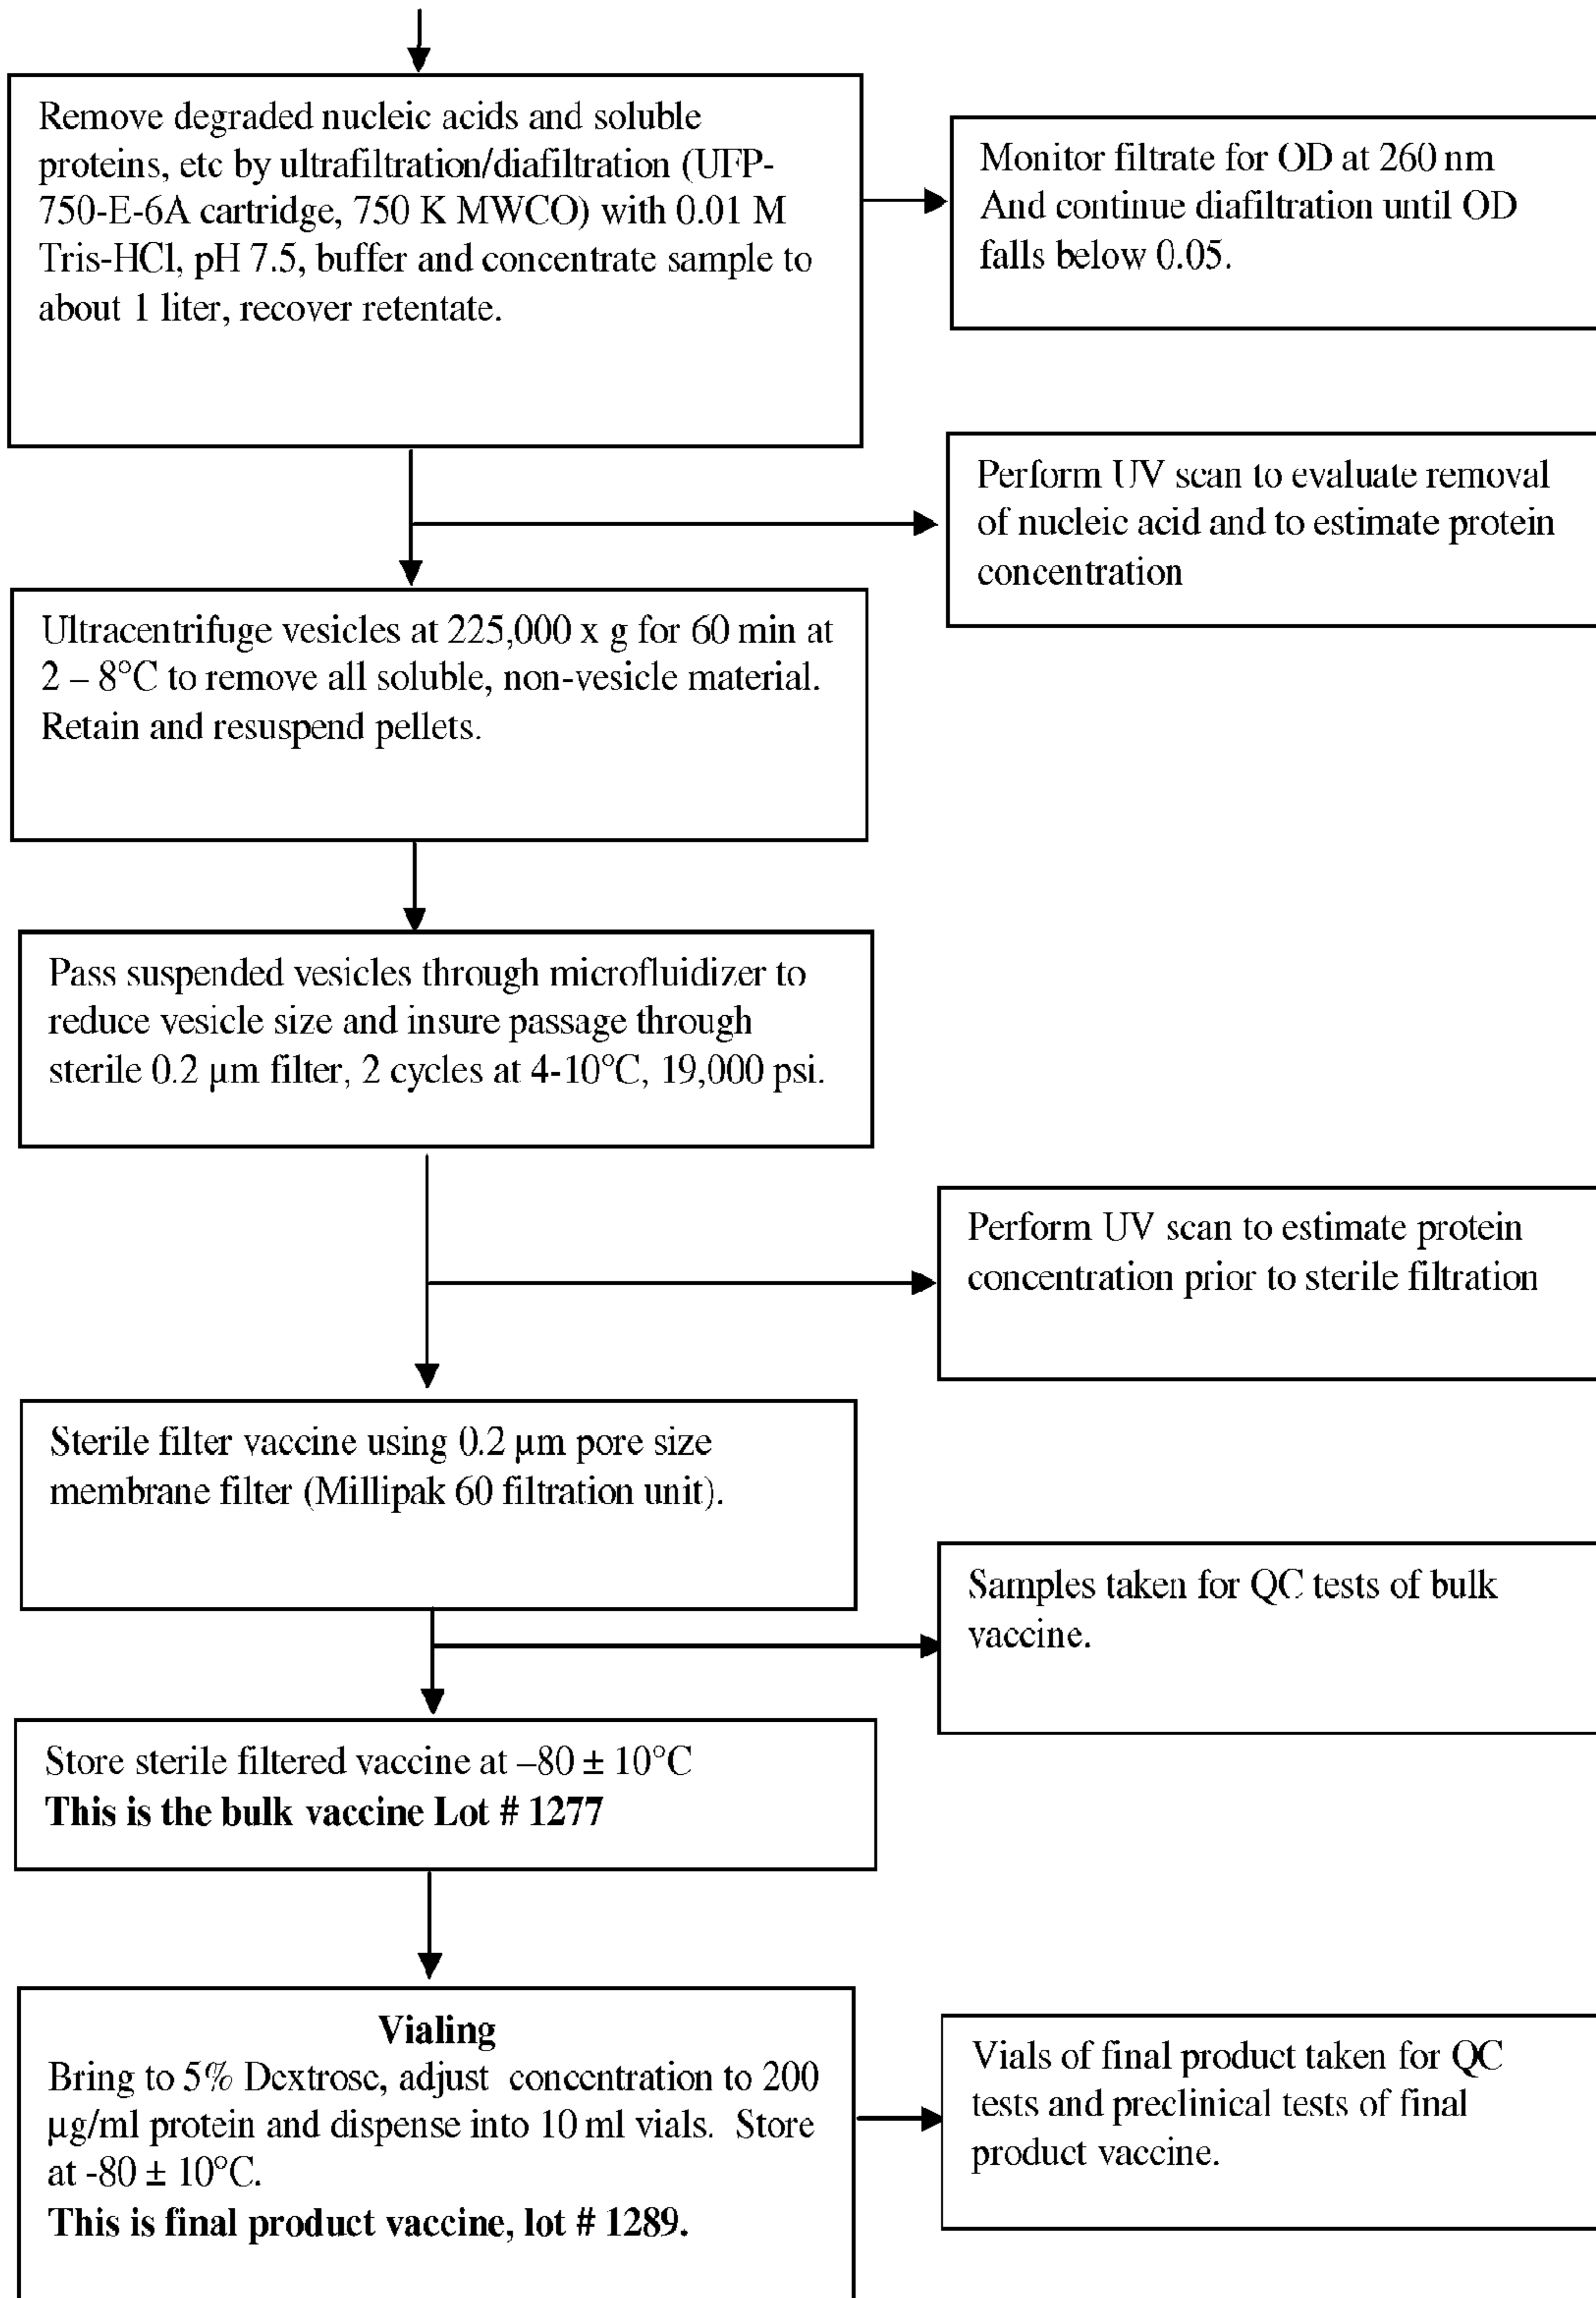 Remove degraded nucleic acids and soluble
proteins, etc by ultrafiltration/diafiltration (UFP-
750-E-6A cartridge, 750 K MWCO) with 0.01 M
Tris-HCl, pH 7.5, buffer and concentrate sample to
about 1 liter, recover retentate.
Monitor filtrate for OD at 260 nm
And continue diafiltration until OD
falls below 0.05.
Perform UV scan to evaluate removal
of nucleic acid and to estimate protein
concentration
Ultracentrifuge vesicles at 225,000 x g for 60 min at
2 – 8°C to remove all soluble, non-vesicle material.
Retain and resuspend pellets.
Pass suspended vesicles through microfluidizer to
reduce vesicle size and insure passage through
sterile 0.2 µm filter, 2 cycles at 4-10°C, 19,000 psi.
Perform UV scan to estimate protein
concentration prior to sterile filtration
Sterile filter vaccine using 0.2 µm pore size
membrane filter (Millipak 60 filtration unit).
Samples taken for QC tests of bulk
vaccine.
Store sterile filtered vaccine at –80 ± 10°C
This is the bulk vaccine Lot # 1277
Vialing
Bring to 5% Dextrose, adjust concentration to 200
µg/ml protein and dispense into 10 ml vials. Store
at -80 ± 10°C.
This is final product vaccine, lot # 1289.
Vials of final product taken for QC
tests and preclinical tests of final
product vaccine.